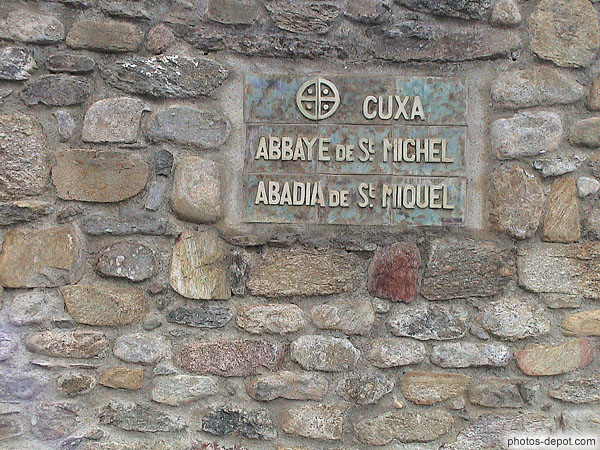 CUXA
ABBAYE DE St MICHEL
ABADIA DE St MIQUEL
photos-depot.com